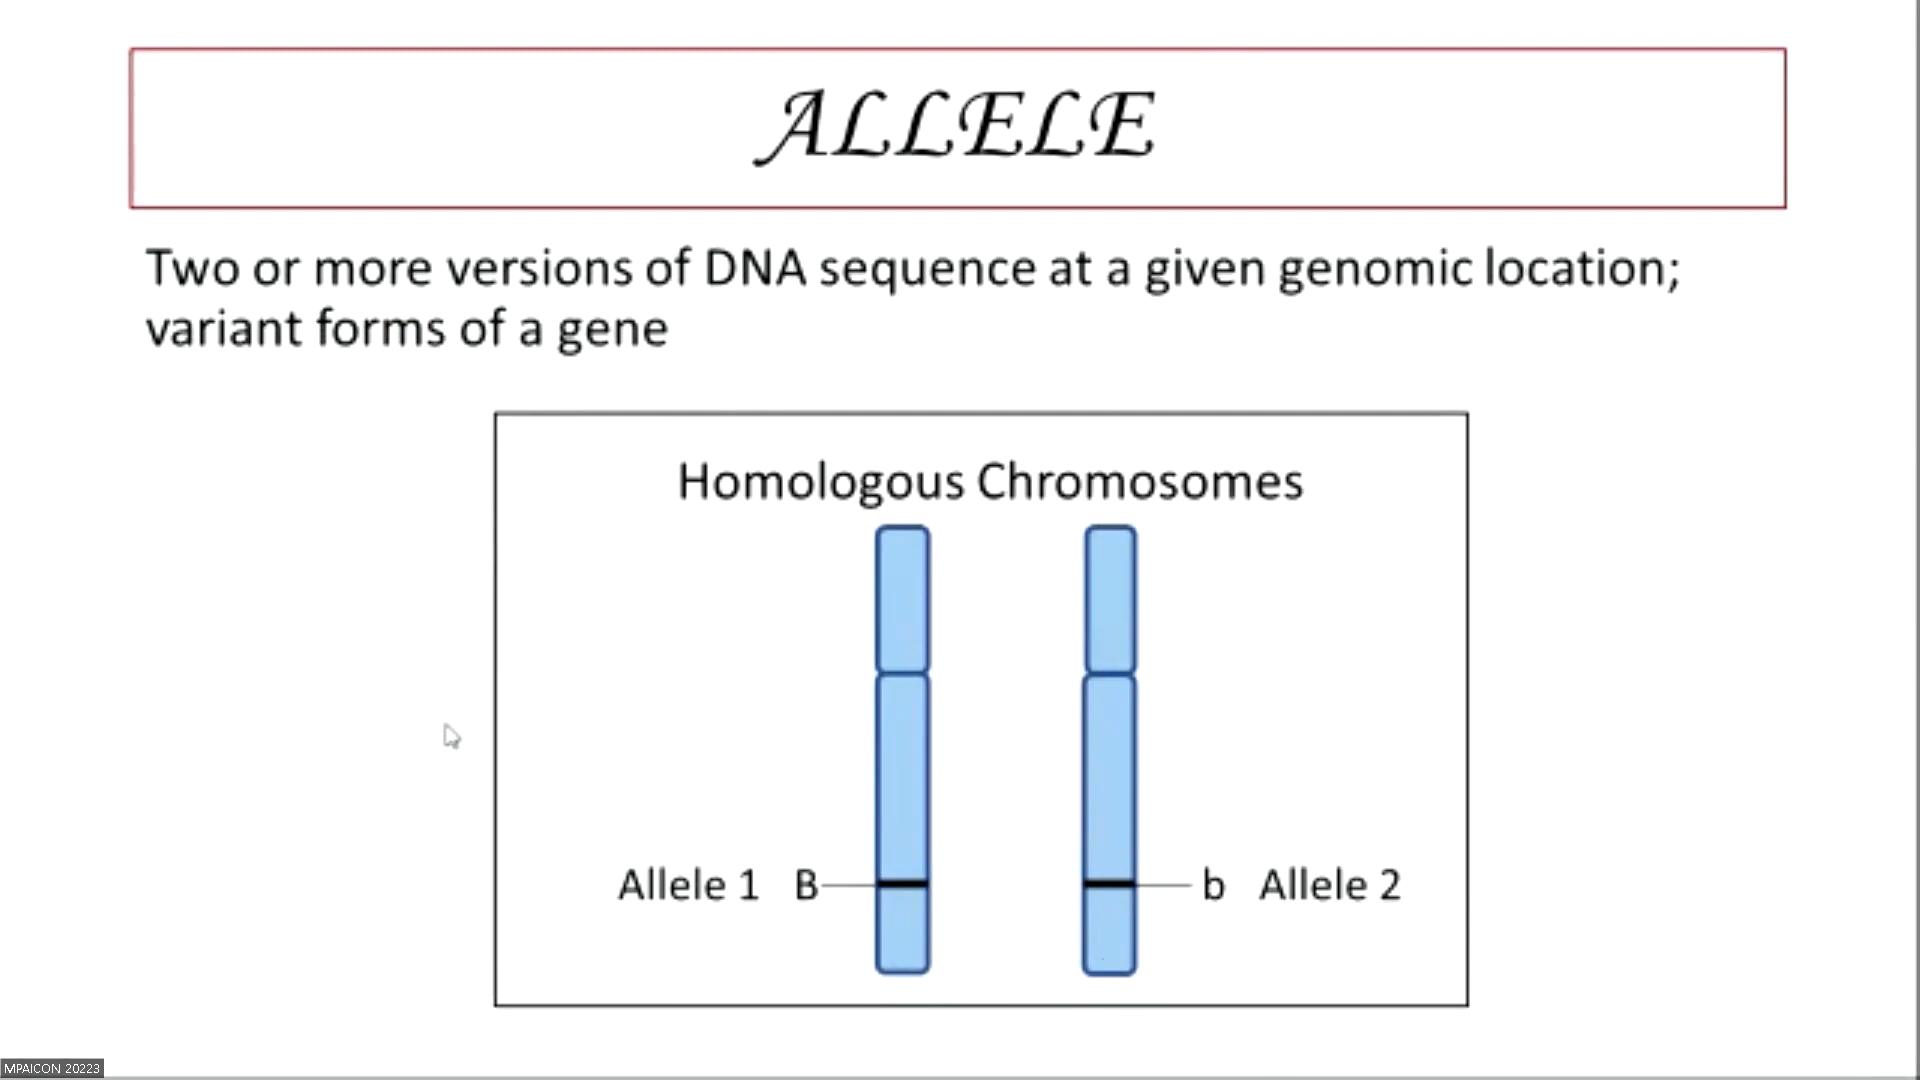 ALLELE
Two or more versions of DNA sequence at a given genomic location;
variant forms of a gene
Homologous Chromosomes
Allele 1 B b Allele 2
MPAICON 20223